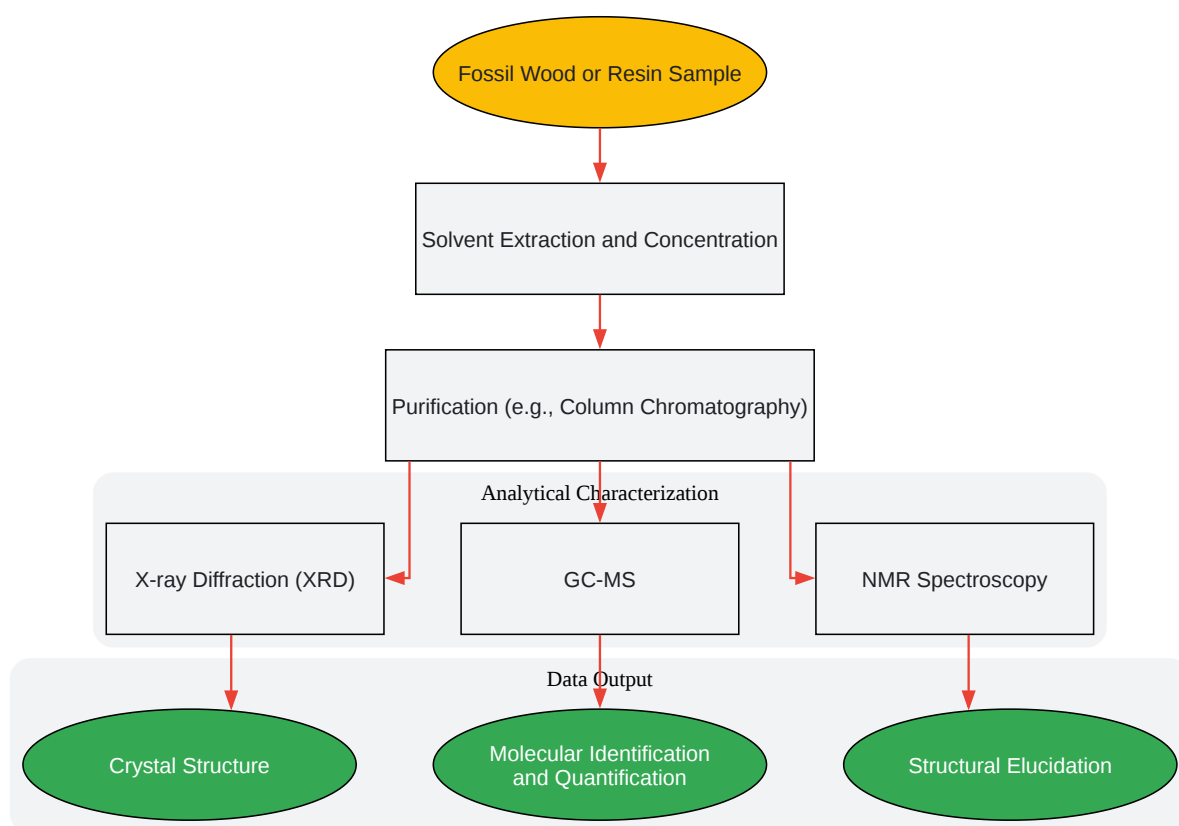 Fossil Wood or Resin Sample
Solvent Extraction and Concentration
Purification (e.g., Column Chromatography)
Analytical Characterization
X-ray Diffraction (XRD)
GC-MS
NMR Spectroscopy
Data Output
Crystal Structure
Molecular Identification
and Quantification
Structural Elucidation